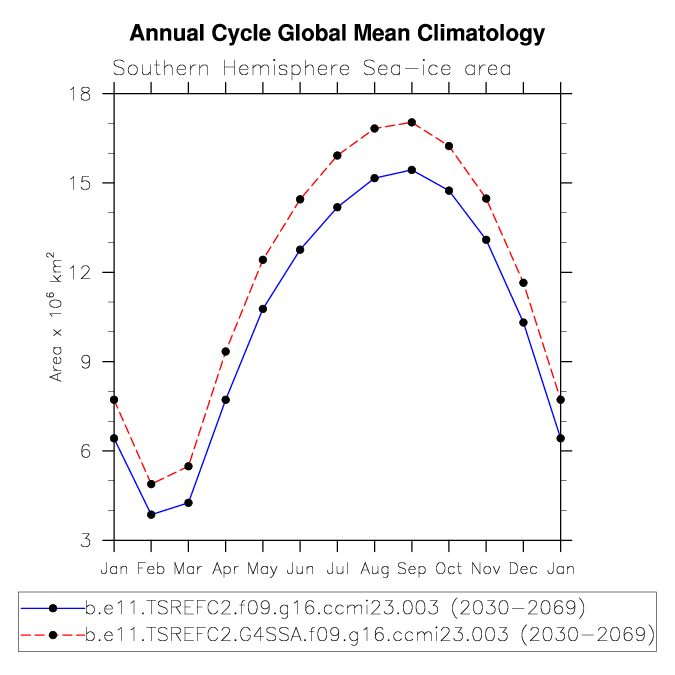 Annual Cycle Global Mean Climatology
Southern Hemisphere Sea-ice area
18
15
12
9
6
3
Area x 10⁶ km²
Jan Feb Mar Apr May Jun Jul Aug Sep Oct Nov Dec Jan
b.e11.TSREFC2.f09.g16.ccmi23.003 (2030-2069)
b.e11.TSREFC2.G4SSA.f09.g16.ccmi23.003 (2030-2069)